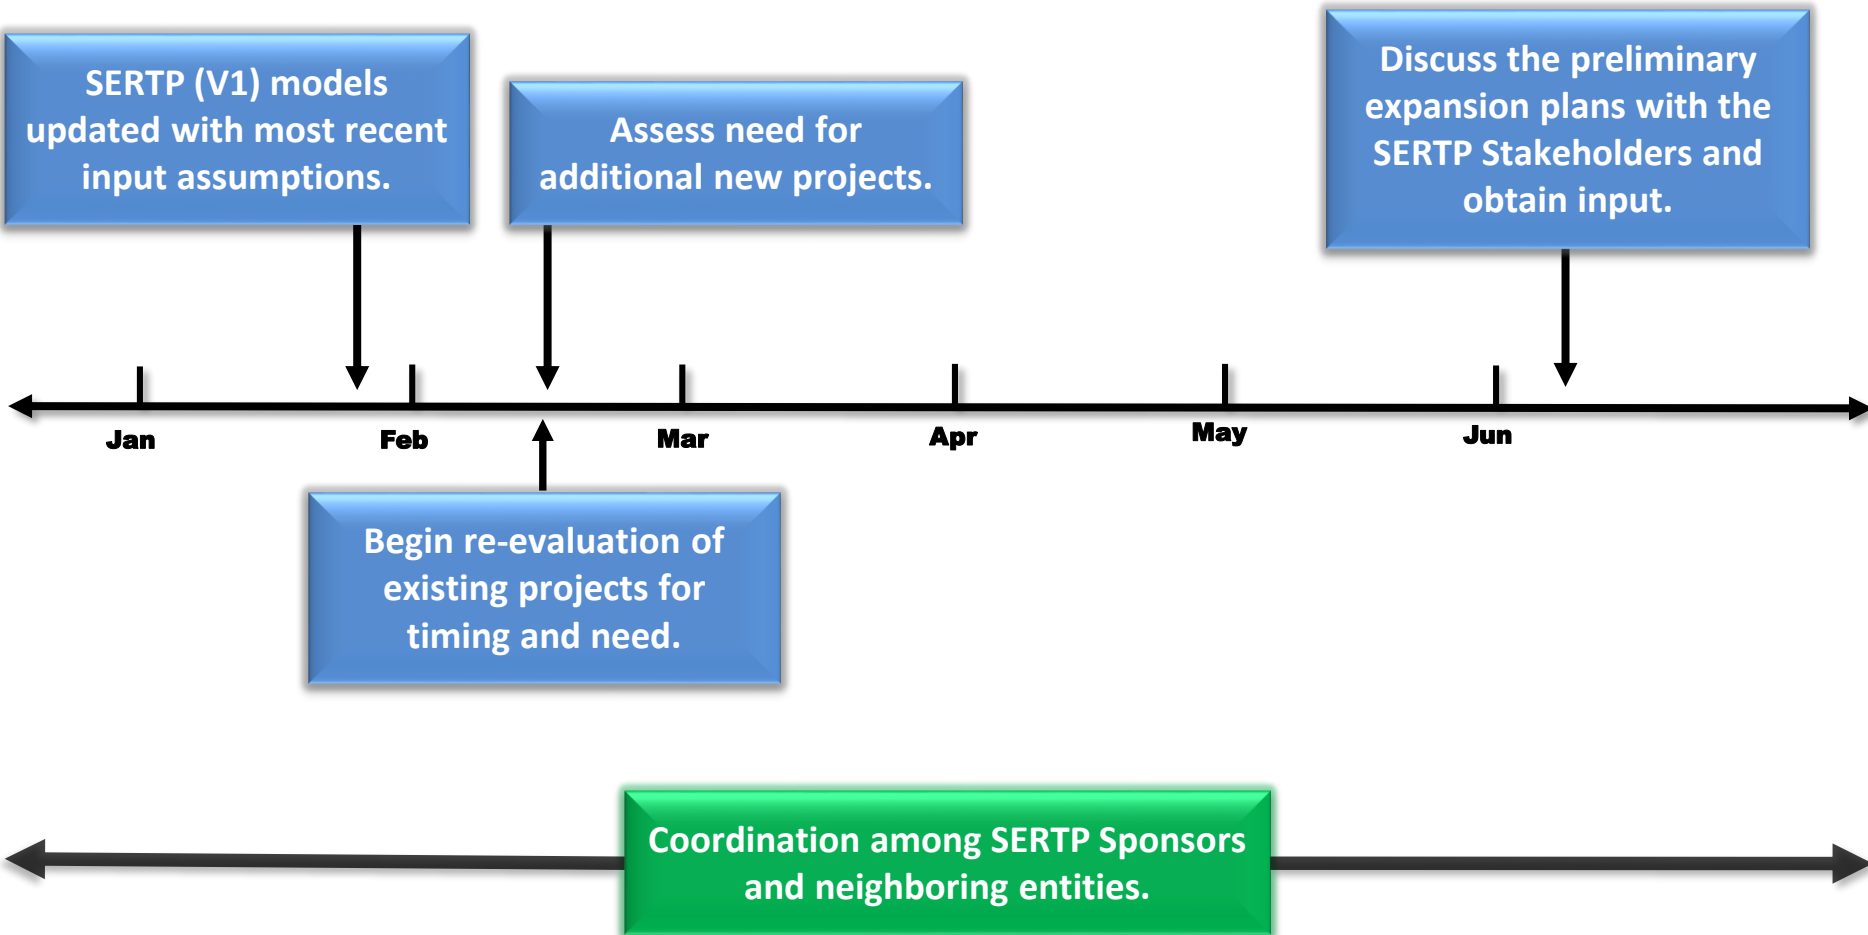 SERTP (V1) models
updated with most recent
input assumptions.
Assess need for
additional new projects.
Discuss the preliminary
expansion plans with the
SERTP Stakeholders and
obtain input.
Jan
Feb
Mar
Apr
May
Jun
Begin re-evaluation of
existing projects for
timing and need.
Coordination among SERTP Sponsors
and neighboring entities.